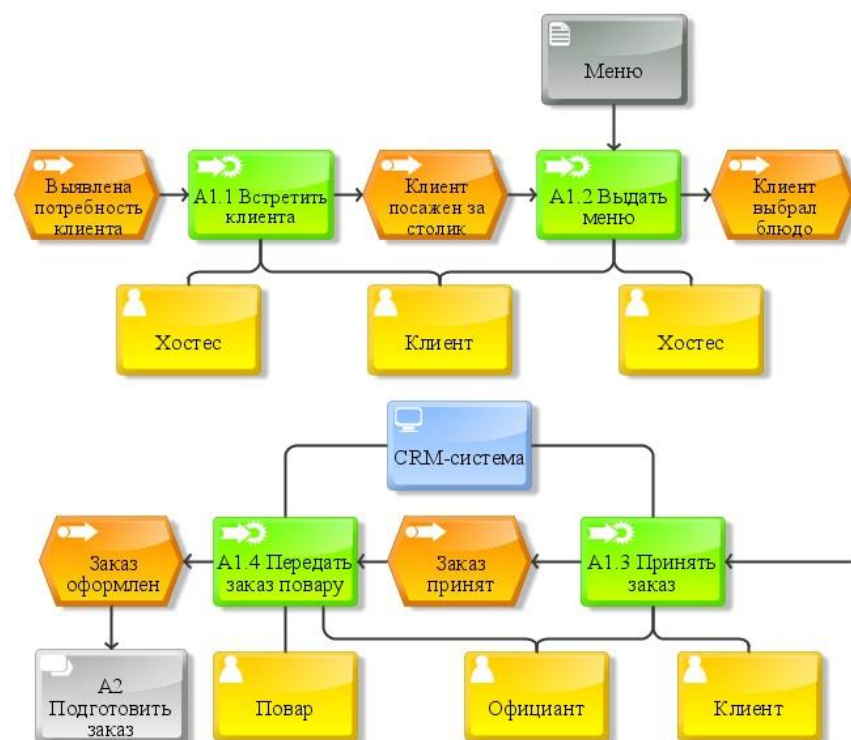 Меню
Выявлена
потребность
клиента
А1.1 Встретить
клиента
Клиент
посажен за
столик
А1.2 Выдать
меню
Клиент
выбрал
блюдо
Хостес
Клиент
Хостес
CRM-система
Заказ
оформлен
А1.4 Передать
заказ повару
Заказ
принят
А1.3 Принять
заказ
А2
Подготовить
заказ
Повар
Официант
Клиент